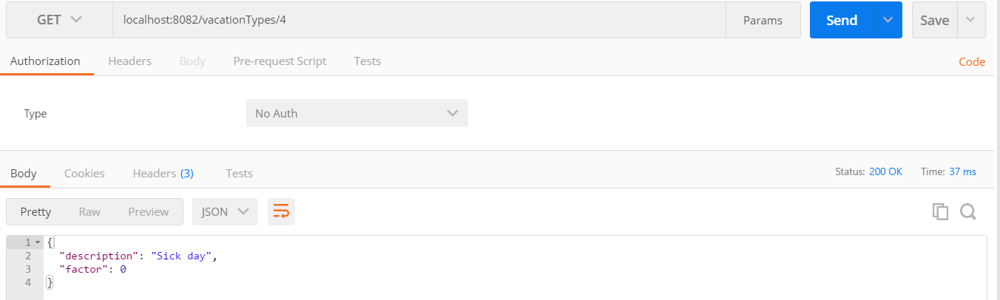 GET localhost:8082/vacationTypes/4 Params Send Save
Authorization Headers Body Pre-request Script Tests Code
Type No Auth
Body Cookies Headers (3) Tests Status: 200 OK Time: 37 ms
Pretty Raw Preview JSON
1 {
2 "description": "Sick day",
3 "factor": 0
4 }